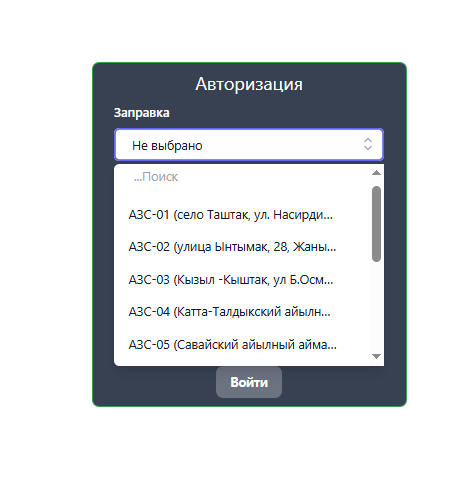 Авторизация
Заправка
Не выбрано
...Поиск
АЗС-01 (село Таштак, ул. Насирди...
АЗС-02 (улица Ынтымак, 28, Жаны...
АЗС-03 (Кызыл -Кыштак, ул Б.Осм...
АЗС-04 (Катта-Талдыкский айылн...
АЗС-05 (Савайский айылный айма...
Войти